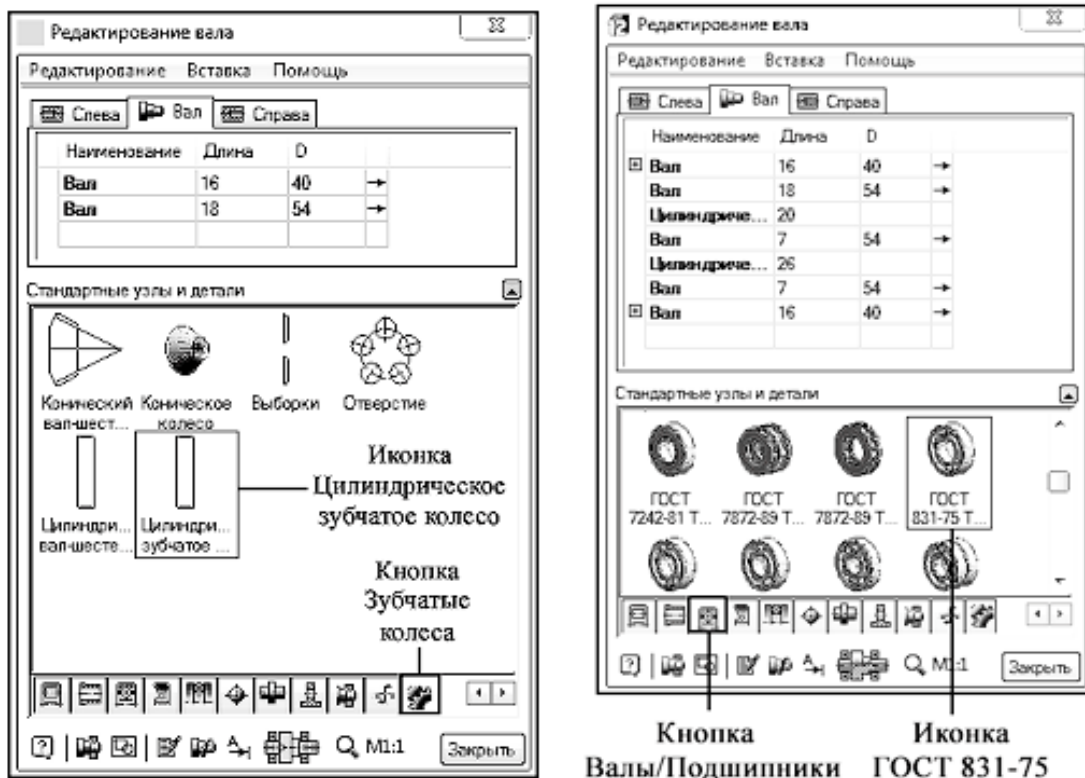 Редактирование вала
Редактирование Вставка Помощь
Слева Вал Справа
Наименование Длина D
Вал 16 40
Вал 18 54
Стандартные узлы и детали
Конический вал-шест...
Коническое колесо
Выборки
Отверстие
Цилиндри... вал-шесте...
Цилиндри... зубчатое ...
Иконка
Цилиндрическое
зубчатое колесо
Кнопка
Зубчатые
колеса
M1:1 Закрыть
Редактирование вала
Редактирование Вставка Помощь
Слева Вал Справа
Наименование Длина D
Вал 16 40
Вал 18 54
Цилиндриче... 20
Вал 7 54
Цилиндриче... 26
Вал 7 54
Вал 16 40
Стандартные узлы и детали
ГОСТ ГОСТ ГОСТ ГОСТ
7242-81 Т... 7872-89 Т... 7872-89 Т... 831-75 Т...
M1:1 Закрыть
Кнопка
Валы/Подшипники
Иконка
ГОСТ 831-75